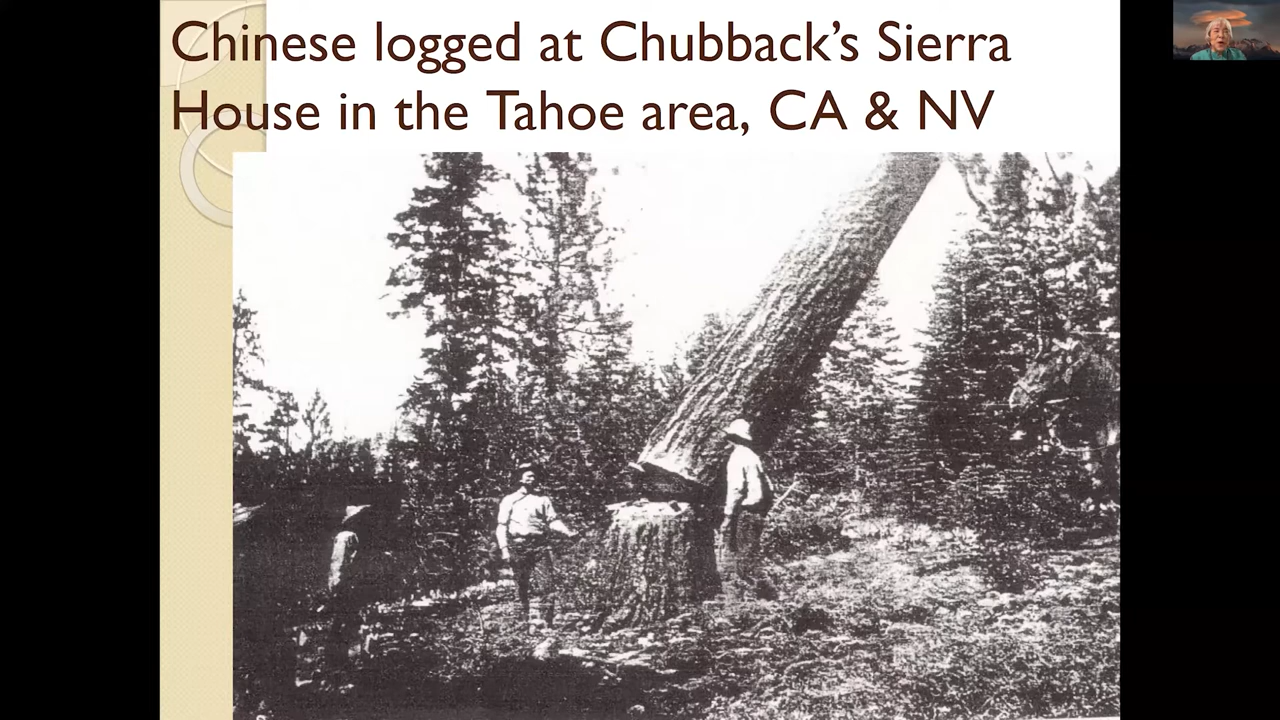 Chinese logged at Chubback’s Sierra
House in the Tahoe area, CA & NV